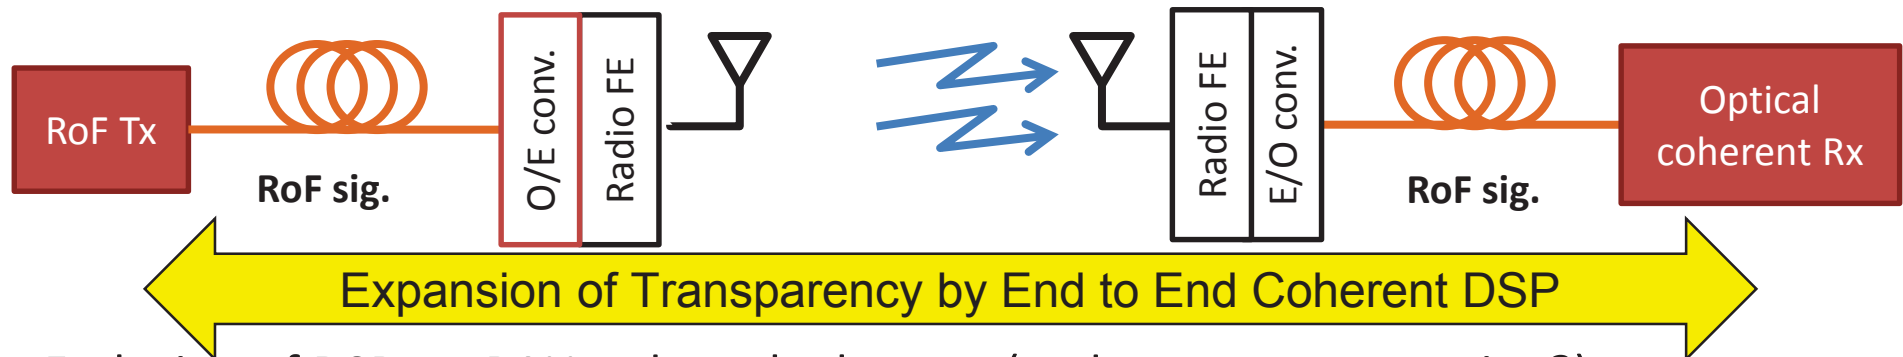 RoF Tx
RoF sig.
O/E conv.
Radio FE
Radio FE
E/O conv.
RoF sig.
Optical
coherent Rx
Expansion of Transparency by End to End Coherent DSP